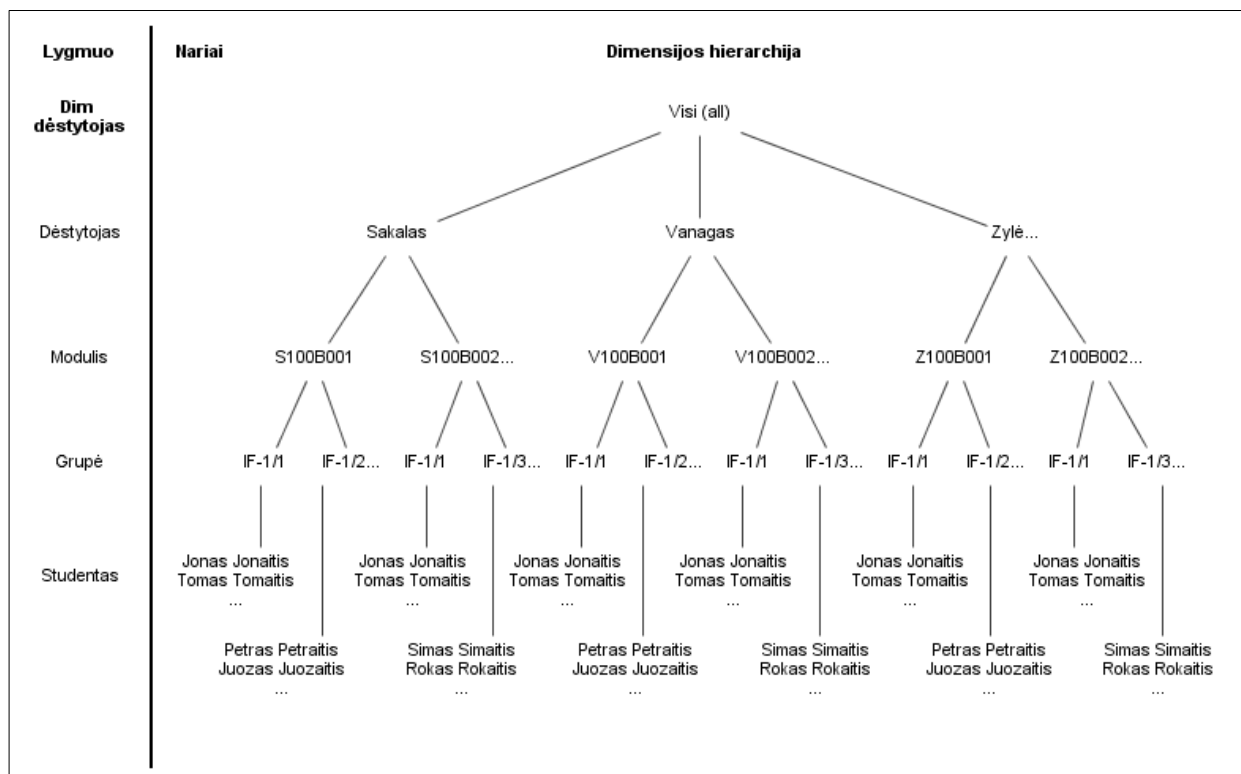 Lygmuo Nariai Dimensijos hierarchija
Dim
dėstytojas
Visi (all)
Dėstytojas Sakalas Vanagas Zylė...
Modulis S100B001 S100B002... V100B001 V100B002... Z100B001 Z100B002...
Grupė IF-1/1 IF-1/2... IF-1/1 IF-1/3... IF-1/1 IF-1/2... IF-1/1 IF-1/3... IF-1/1 IF-1/2... IF-1/1 IF-1/3...
Studentas
Jonas Jonaitis Jonas Jonaitis Jonas Jonaitis Jonas Jonaitis Jonas Jonaitis Jonas Jonaitis
Tomas Tomaitis Tomas Tomaitis Tomas Tomaitis Tomas Tomaitis Tomas Tomaitis Tomas Tomaitis
... ... ... ... ... ...
Petras Petraitis Simas Simaitis Petras Petraitis Simas Simaitis Petras Petraitis Simas Simaitis
Juozas Juozaitis Rokas Rokaitis Juozas Juozaitis Rokas Rokaitis Juozas Juozaitis Rokas Rokaitis
... ... ... ... ... ...